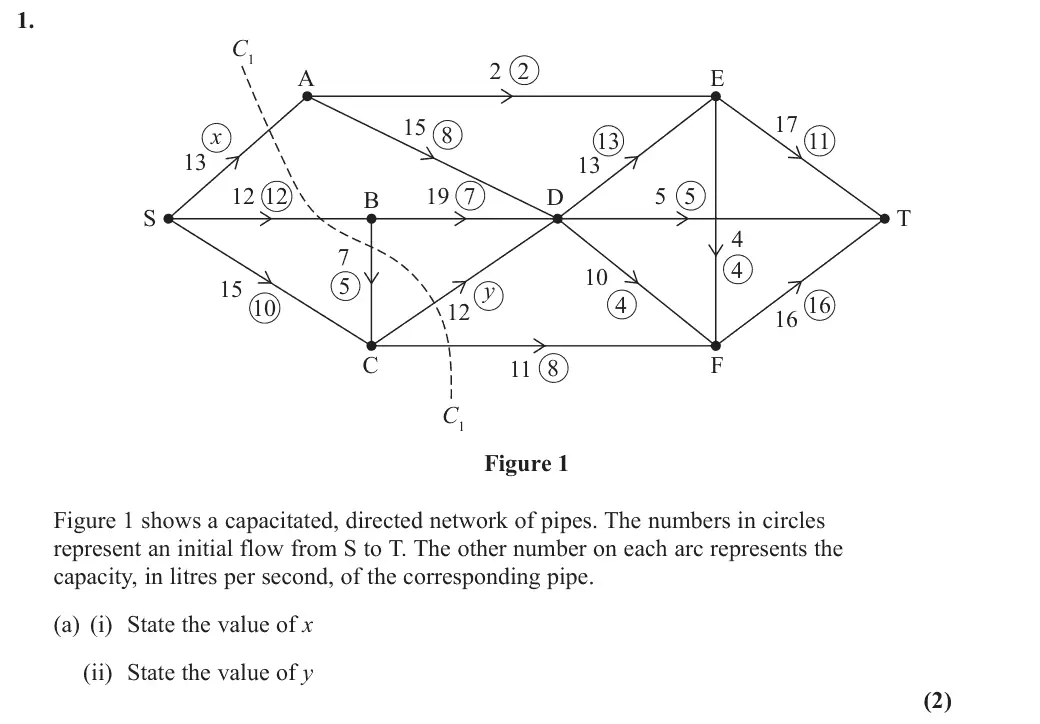 1.
C₁
A
2 (2)
E
(x)
13
15 (8)
(13)
13
17
(11)
S
12 (12)
B
19 (7)
D
5 (5)
T
7
(5)
4
(4)
15
(10)
12
(y)
10
(4)
16
(16)
C
11 (8)
F
C₁
Figure 1
Figure 1 shows a capacitated, directed network of pipes. The numbers in circles
represent an initial flow from S to T. The other number on each arc represents the
capacity, in litres per second, of the corresponding pipe.
(a) (i) State the value of x
(ii) State the value of y
(2)